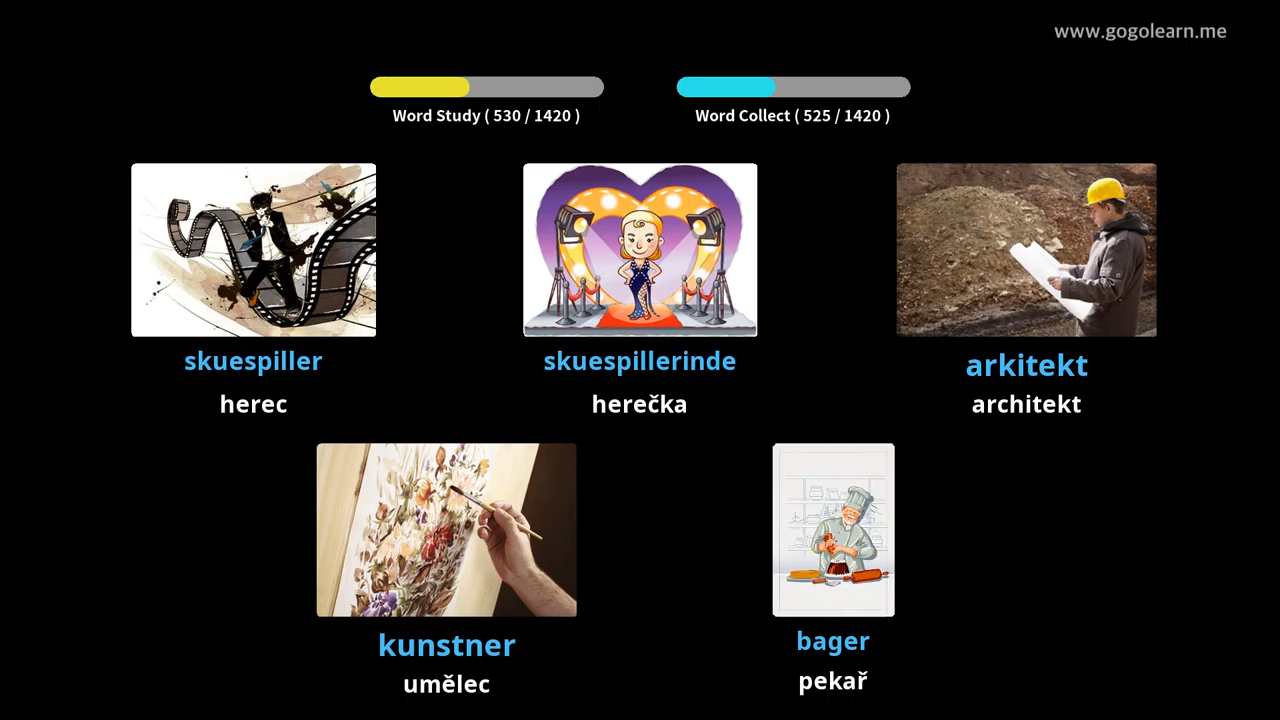 www.gogolearn.me
Word Study ( 530 / 1420 )
Word Collect ( 525 / 1420 )
skuespiller
herec
skuespillerinde
herečka
arkitekt
architekt
kunstner
umělec
bager
pekař